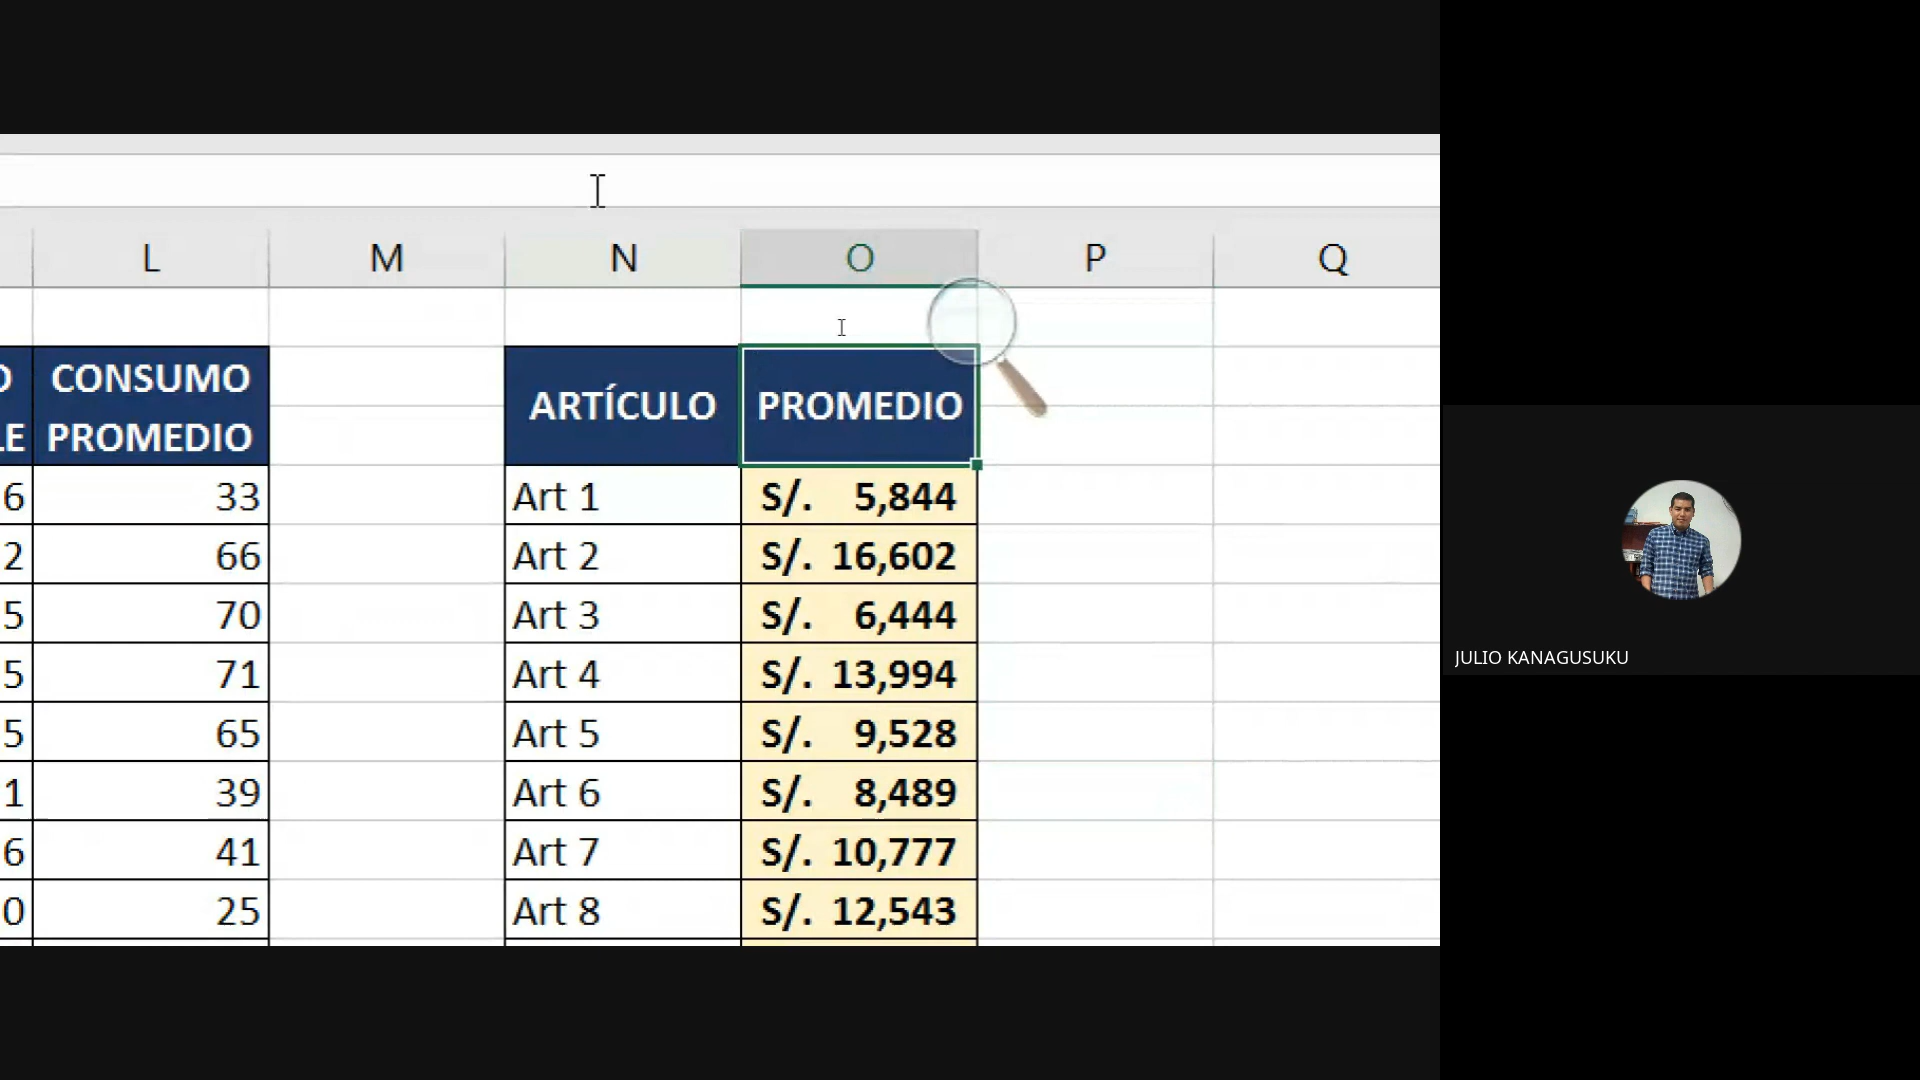 L M N O P Q
O CONSUMO
LE PROMEDIO
ARTÍCULO PROMEDIO
6 33 Art 1 S/. 5,844
2 66 Art 2 S/. 16,602
5 70 Art 3 S/. 6,444
5 71 Art 4 S/. 13,994
5 65 Art 5 S/. 9,528
1 39 Art 6 S/. 8,489
6 41 Art 7 S/. 10,777
0 25 Art 8 S/. 12,543
JULIO KANAGUSUKU